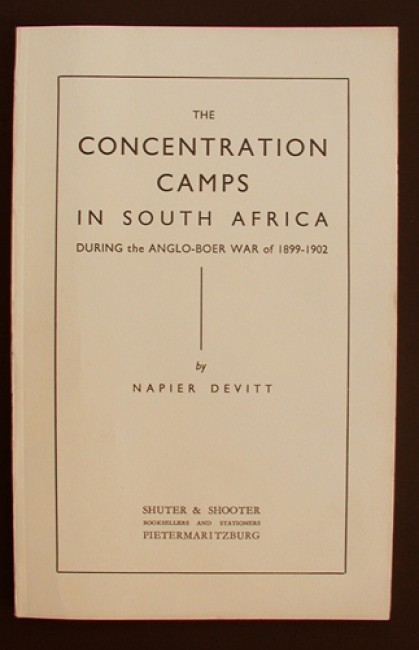 THE
CONCENTRATION
CAMPS
IN SOUTH AFRICA
DURING the ANGLO-BOER WAR of 1899-1902
by
NAPIER DEVITT
SHUTER & SHOOTER
BOOKSELLERS AND STATIONERS
PIETERMARITZBURG